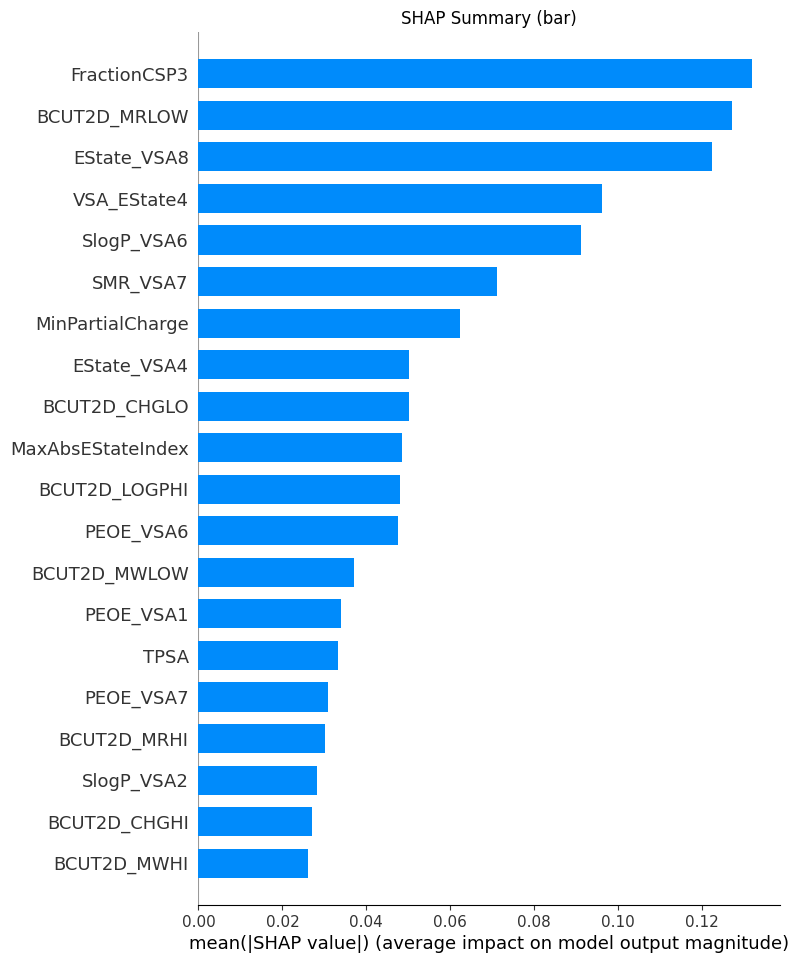 SHAP Summary (bar)
FractionCSP3
BCUT2D_MRLOW
EState_VSA8
VSA_EState4
SlogP_VSA6
SMR_VSA7
MinPartialCharge
EState_VSA4
BCUT2D_CHGLO
MaxAbsEStateIndex
BCUT2D_LOGPHI
PEOE_VSA6
BCUT2D_MWLOW
PEOE_VSA1
TPSA
PEOE_VSA7
BCUT2D_MRHI
SlogP_VSA2
BCUT2D_CHGHI
BCUT2D_MWHI
0.00 0.02 0.04 0.06 0.08 0.10 0.12
mean(|SHAP value|) (average impact on model output magnitude)